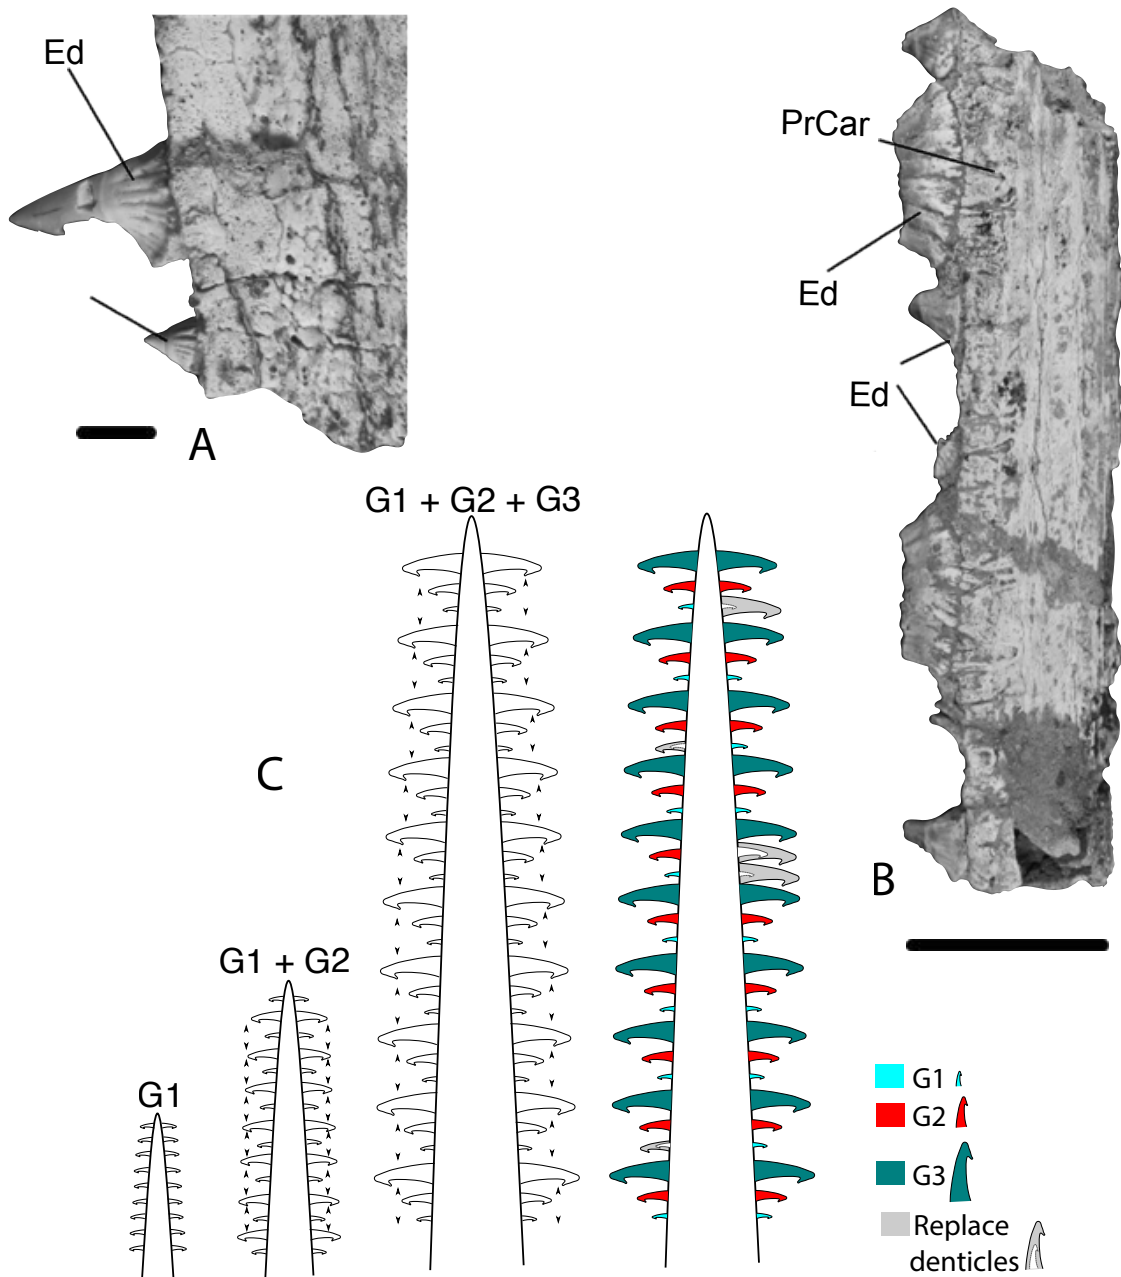 Ed
A
PrCar
Ed
Ed
B
G1 + G2 + G3
C
G1 + G2
G1
G1
G2
G3
Replace
denticles